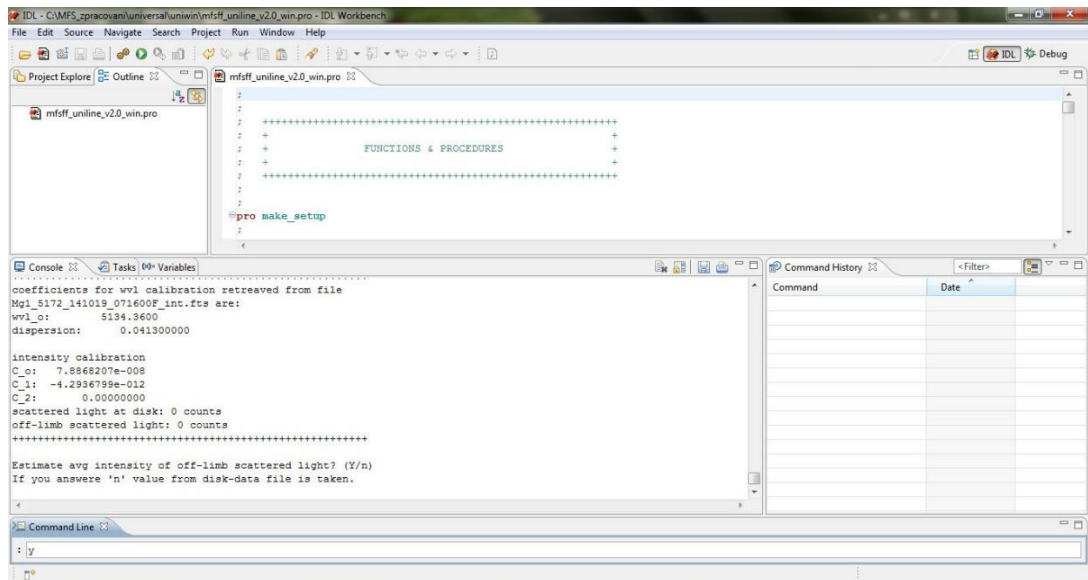 IDL - C:\MFS_zpracovani\universal\uniwin\mfsff_uniline_v2.0_win.pro - IDL Workbench
File Edit Source Navigate Search Project Run Window Help
IDL Debug
Project Explore Outline
mfsff_uniline_v2.0_win.pro
mfsff_uniline_v2.0_win.pro
;
;
; ++++++++++++++++++++++++++++++++++++++++++++++++++++++++
; + +
; + FUNCTIONS & PROCEDURES +
; + +
; ++++++++++++++++++++++++++++++++++++++++++++++++++++++++
;
;
pro make_setup
;
Console Tasks Variables
coefficients for wvl calibration retreaved from file
Mg1_5172_141019_071600F_int.fts are:
wvl_o: 5134.3600
dispersion: 0.041300000
intensity calibration
C_o: 7.8868207e-008
C_1: -4.2936799e-012
C_2: 0.00000000
scattered light at disk: 0 counts
off-limb scattered light: 0 counts
++++++++++++++++++++++++++++++++++++++++++++++++++++++++
Estimate avg intensity of off-limb scattered light? (Y/n)
If you answere 'n' value from disk-data file is taken.
Command History
<Filter>
Command Date
Command Line
: y